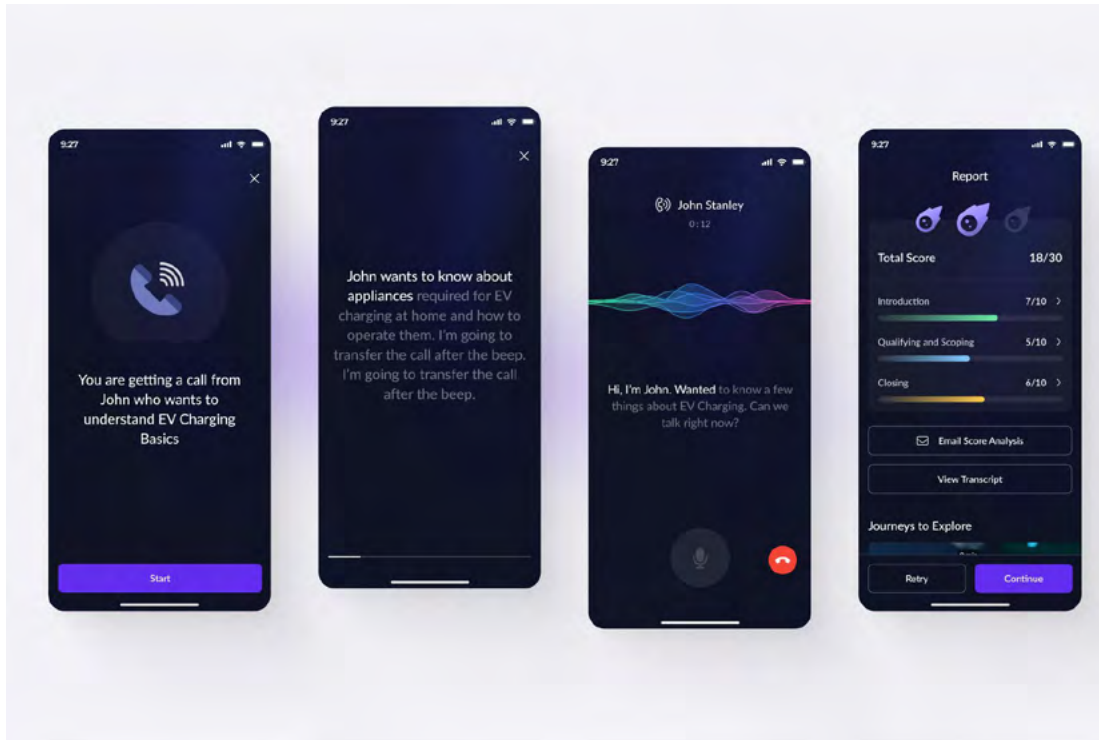 9:27
You are getting a call from
John who wants to
understand EV Charging
Basics
Start
9:27
John wants to know about
appliances required for EV
charging at home and how to
operate them. I'm going to
transfer the call after the beep.
I'm going to transfer the call
after the beep.
9:27
John Stanley
0:12
Hi, I'm John. Wanted to know a few
things about EV Charging. Can we
talk right now?
9:27
Report
Total Score 18/30
Introduction 7/10
Qualifying and Scoping 5/10
Closing 6/10
Email Score Analysis
View Transcript
Journeys to Explore
Retry Continue